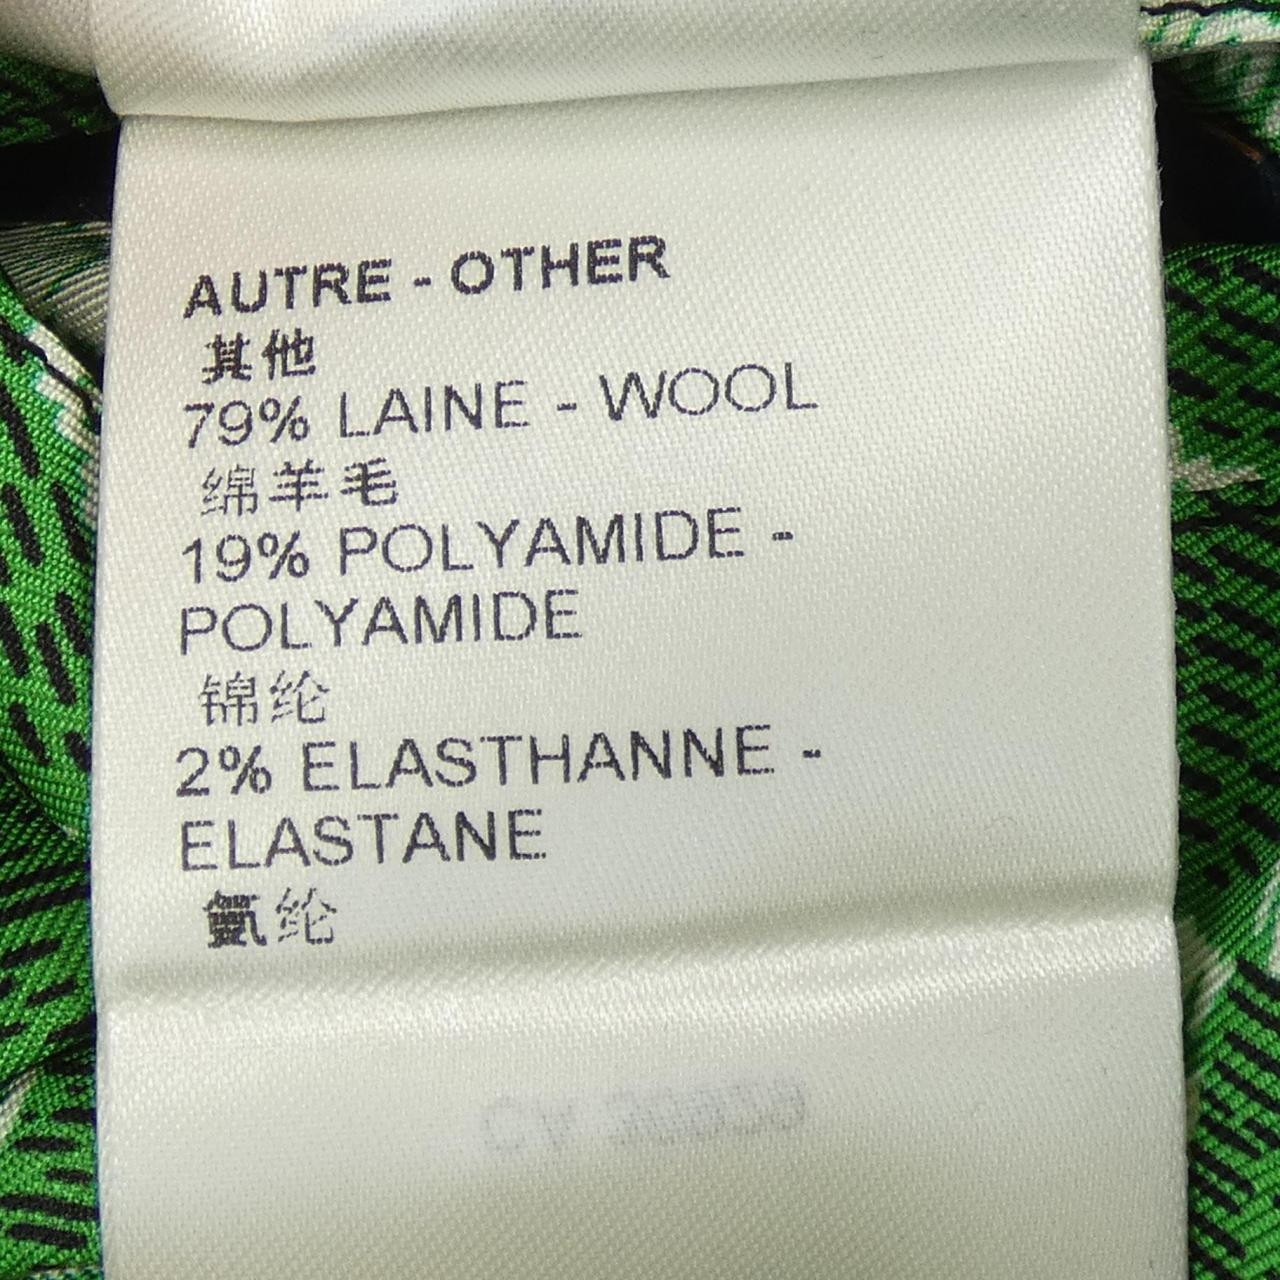 AUTRE - OTHER
其他
79% LAINE - WOOL
绵羊毛
19% POLYAMIDE -
POLYAMIDE
锦纶
2% ELASTHANNE -
ELASTANE
氨纶